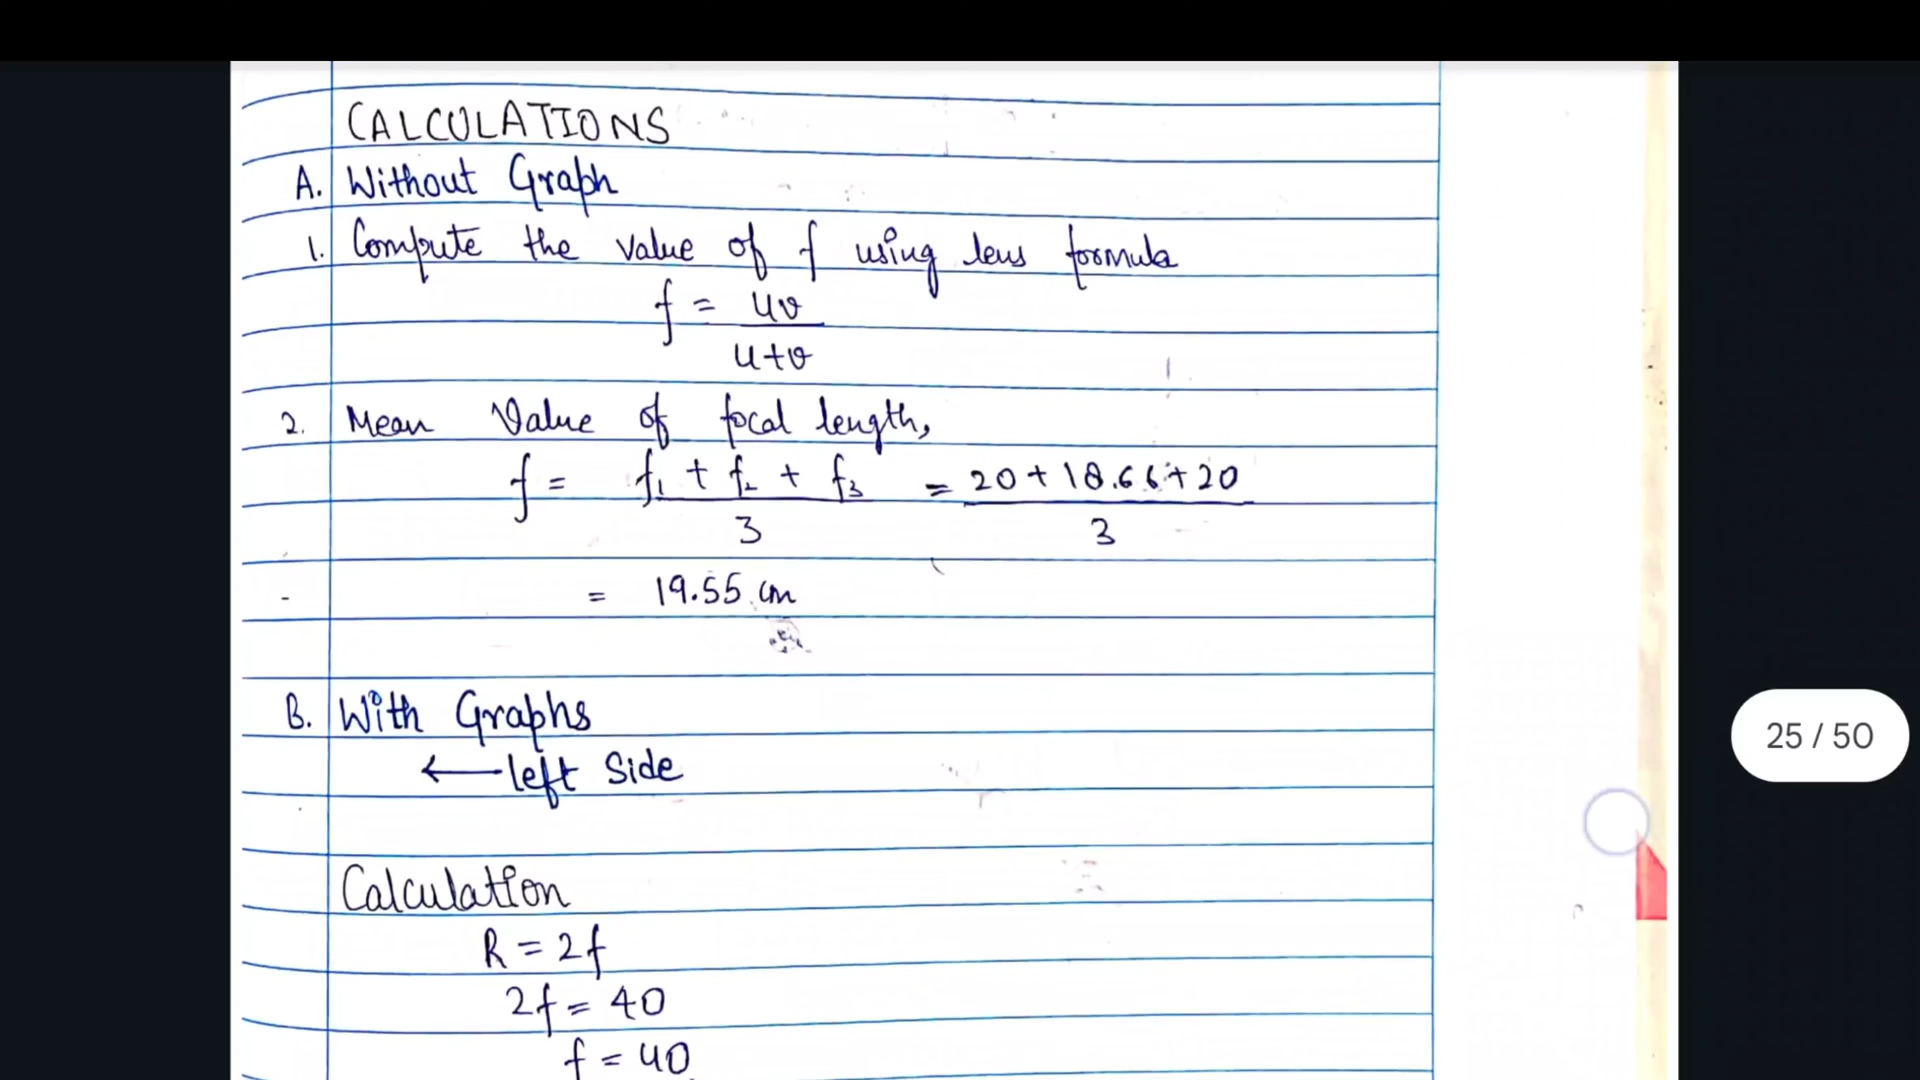 CALCULATIONS
A. Without Graph
1. Compute the value of f using lens formula
f = uv
u+v
2. Mean Value of focal length,
f = f₁ + f₂ + f₃ = 20 + 18.66 + 20
3 3
= 19.55 cm
B. With Graphs
← left Side
25 / 50
Calculation
R = 2f
2f = 40
f = 40